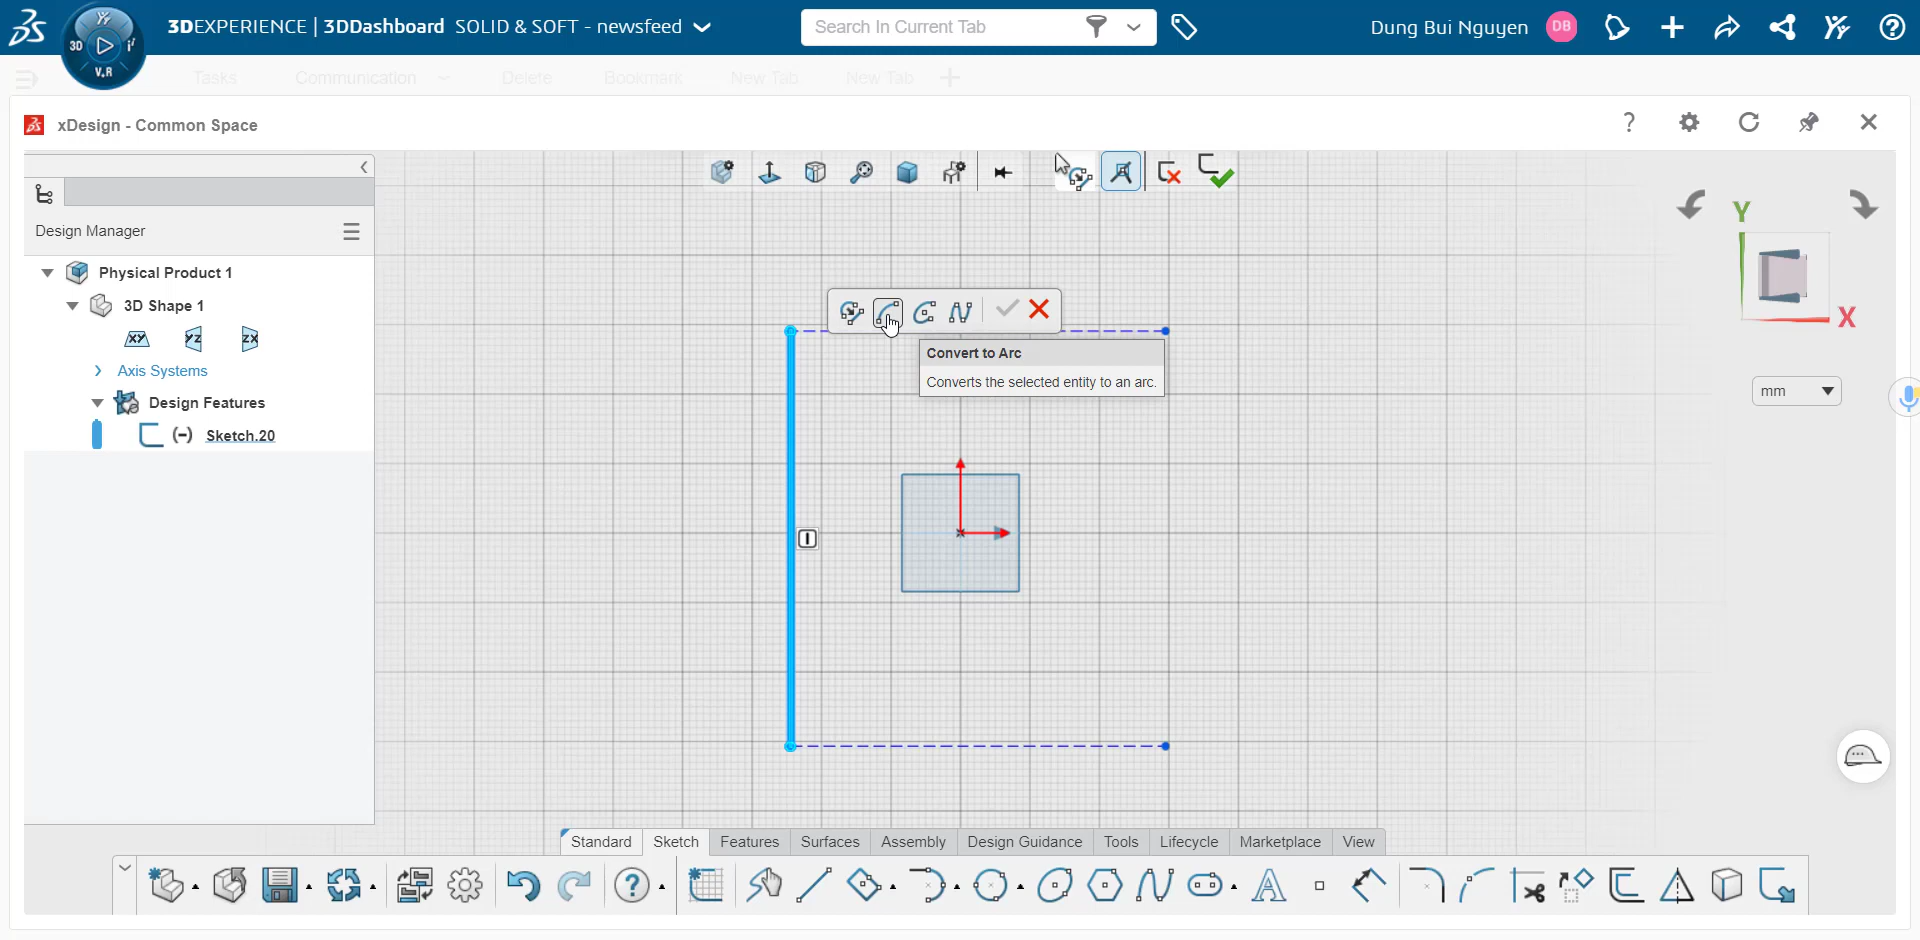 3DEXPERIENCE | 3DDashboard SOLID & SOFT - newsfeed
Search In Current Tab
Dung Bui Nguyen
DB
3D
V.R
Tasks
Communication
Delete
Bookmark
New Tab
New Tab
xDesign - Common Space
Design Manager
Physical Product 1
3D Shape 1
XY
YZ
ZX
Axis Systems
Design Features
(-) Sketch.20
Convert to Arc
Converts the selected entity to an arc.
Y
X
mm
Standard
Sketch
Features
Surfaces
Assembly
Design Guidance
Tools
Lifecycle
Marketplace
View